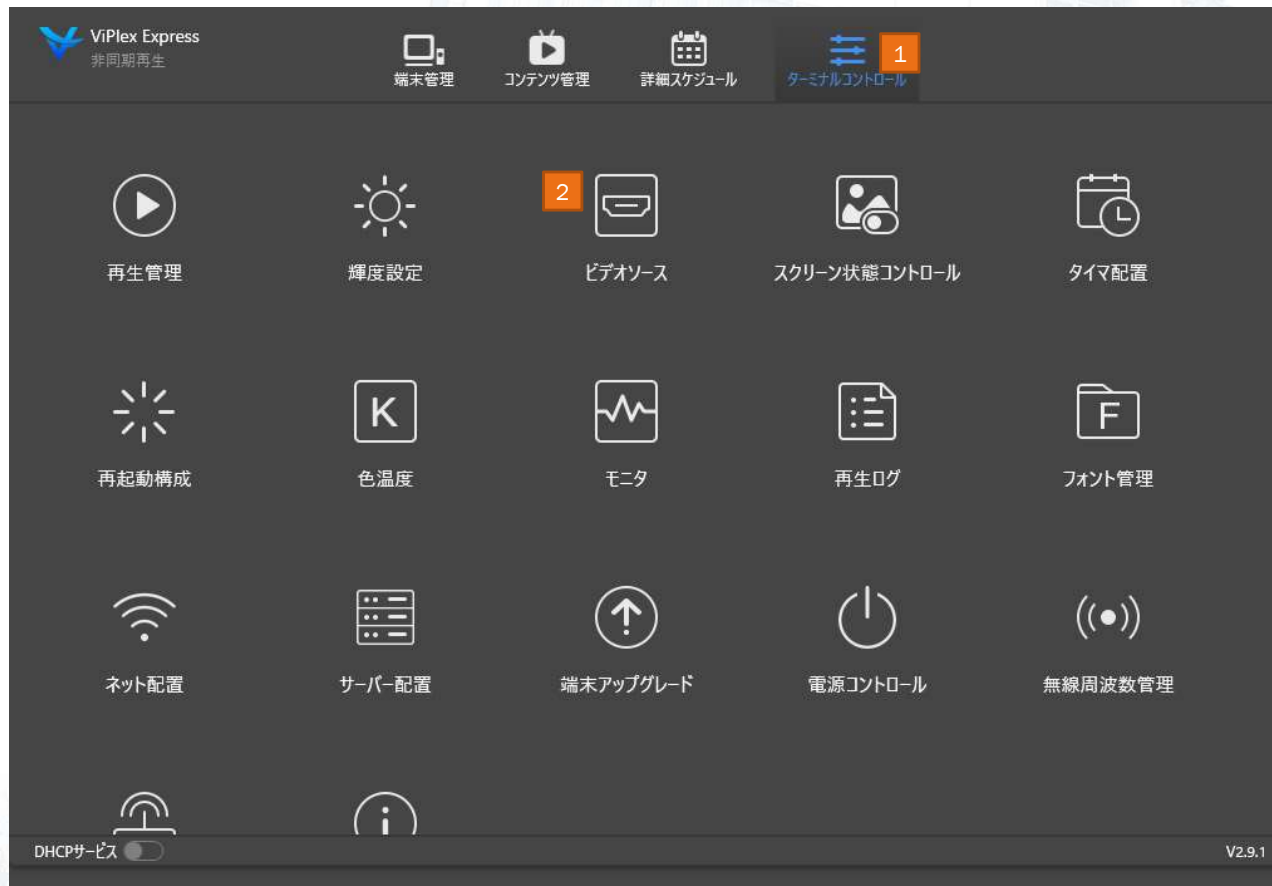 ViPlex Express
非同期再生
端末管理
コンテンツ管理
詳細スケジュール
ターミナルコントロール
1
2
再生管理
輝度設定
ビデオソース
スクリーン状態コントロール
タイマ配置
K
F
再起動構成
色温度
モニタ
再生ログ
フォント管理
ネット配置
サーバー配置
端末アップグレード
電源コントロール
無線周波数管理
DHCPサービス
V2.9.1